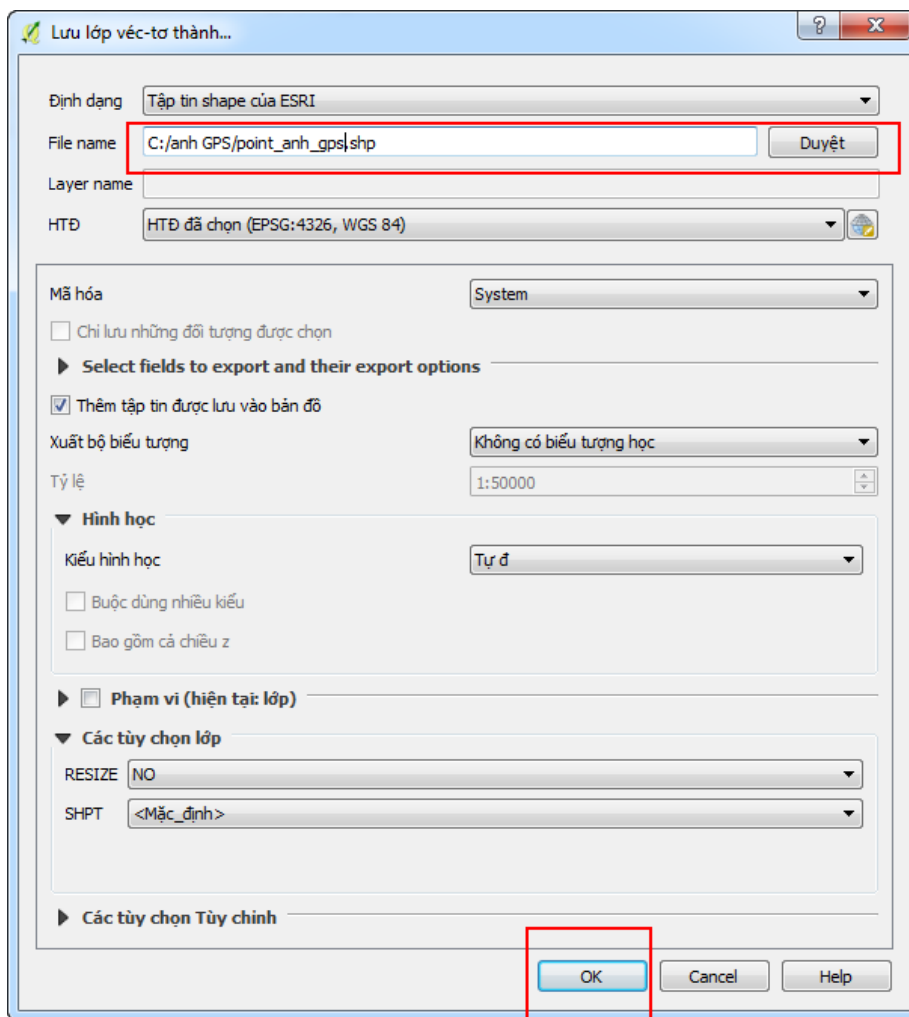 Lưu lớp véc-tơ thành...
Định dạng Tập tin shape của ESRI
File name C:/anh GPS/point_anh_gps.shp Duyệt
Layer name
HTĐ HTĐ đã chọn (EPSG:4326, WGS 84)
Mã hóa System
Chỉ lưu những đối tượng được chọn
Select fields to export and their export options
Thêm tập tin được lưu vào bản đồ
Xuất bộ biểu tượng Không có biểu tượng học
Tỷ lệ 1:50000
Hình học
Kiểu hình học Tự đ
Buộc dùng nhiều kiểu
Bao gồm cả chiều z
Phạm vi (hiện tại: lớp)
Các tùy chọn lớp
RESIZE NO
SHPT <Mặc_định>
Các tùy chọn Tùy chỉnh
OK Cancel Help